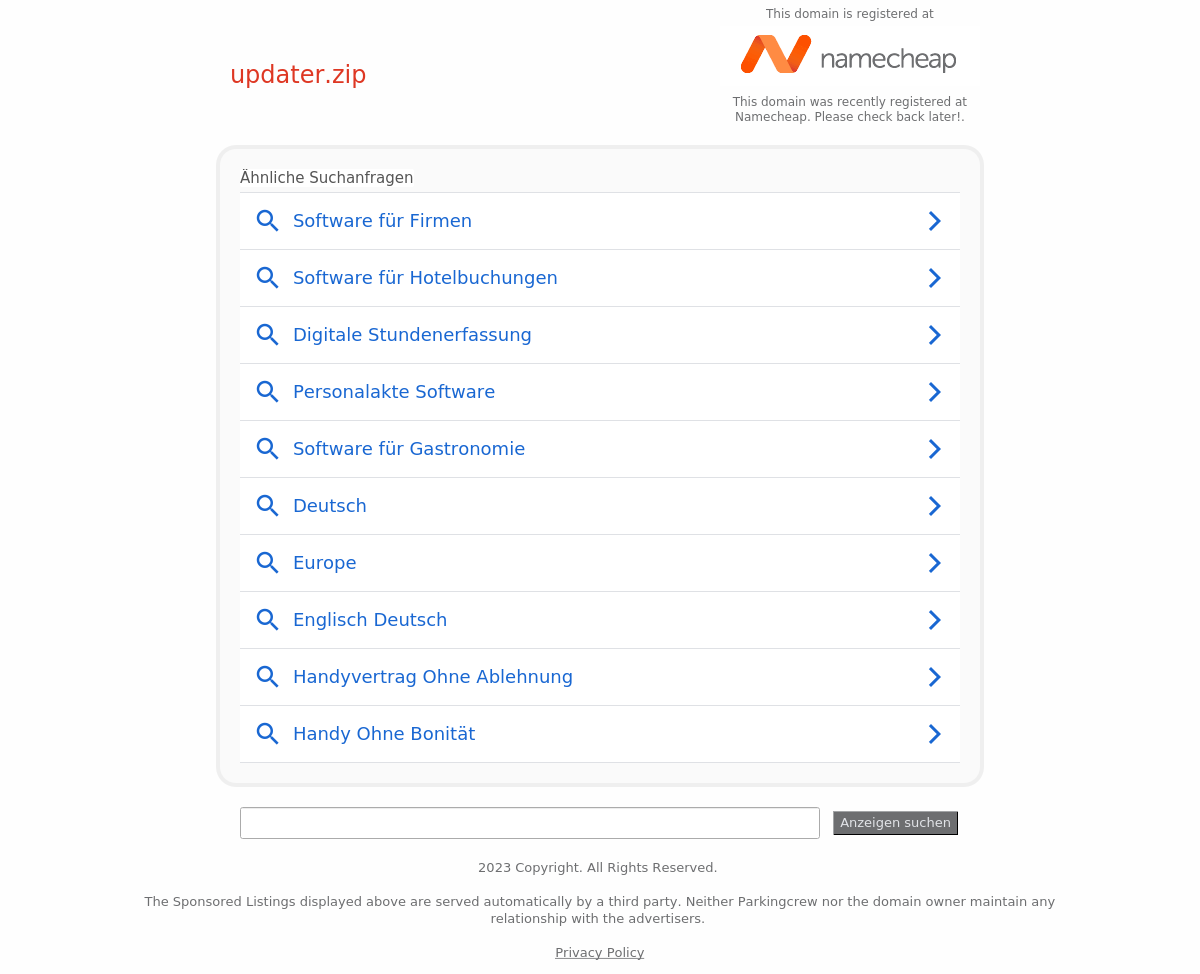 This domain is registered at
namecheap
updater.zip
This domain was recently registered at
Namecheap. Please check back later!.
Ähnliche Suchanfragen
Software für Firmen
Software für Hotelbuchungen
Digitale Stundenerfassung
Personalakte Software
Software für Gastronomie
Deutsch
Europe
Englisch Deutsch
Handyvertrag Ohne Ablehnung
Handy Ohne Bonität
Anzeigen suchen
2023 Copyright. All Rights Reserved.
The Sponsored Listings displayed above are served automatically by a third party. Neither Parkingcrew nor the domain owner maintain any
relationship with the advertisers.
Privacy Policy